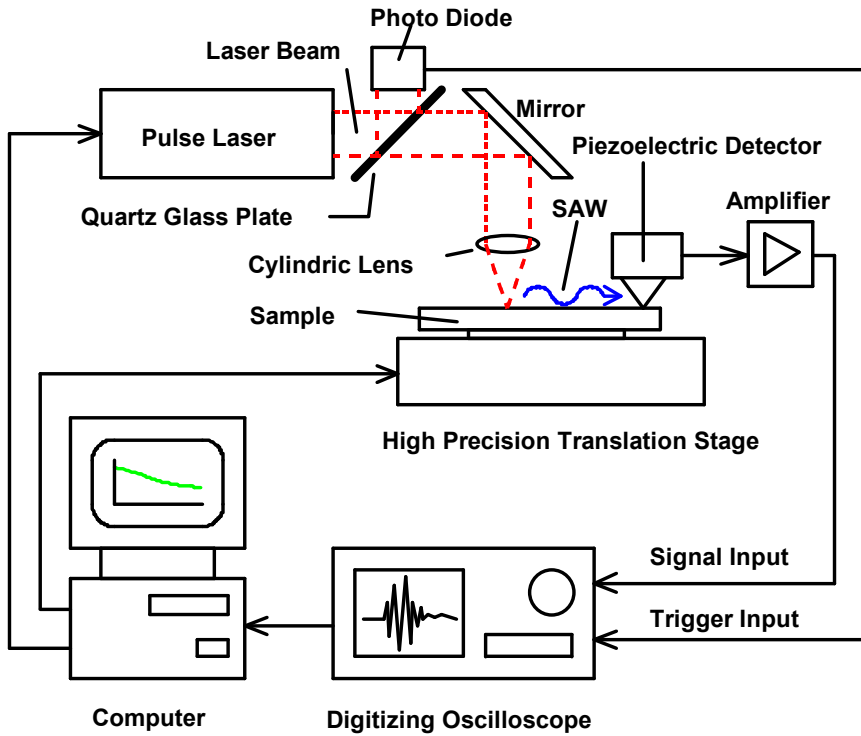 Photo Diode
Laser Beam
Mirror
Pulse Laser
Piezoelectric Detector
Quartz Glass Plate
SAW
Amplifier
Cylindric Lens
Sample
High Precision Translation Stage
Signal Input
Trigger Input
Computer
Digitizing Oscilloscope